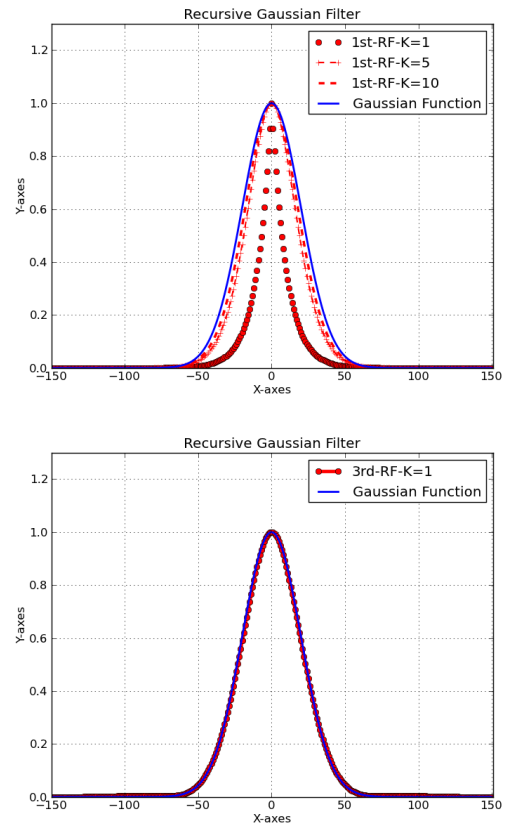 Recursive Gaussian Filter
1st-RF-K=1
1st-RF-K=5
1st-RF-K=10
Gaussian Function
1.2
1.0
0.8
0.6
0.4
0.2
0.0
Y-axes
−150 −100 −50 0 50 100 150
X-axes
Recursive Gaussian Filter
3rd-RF-K=1
Gaussian Function
1.2
1.0
0.8
0.6
0.4
0.2
0.0
Y-axes
−150 −100 −50 0 50 100 150
X-axes